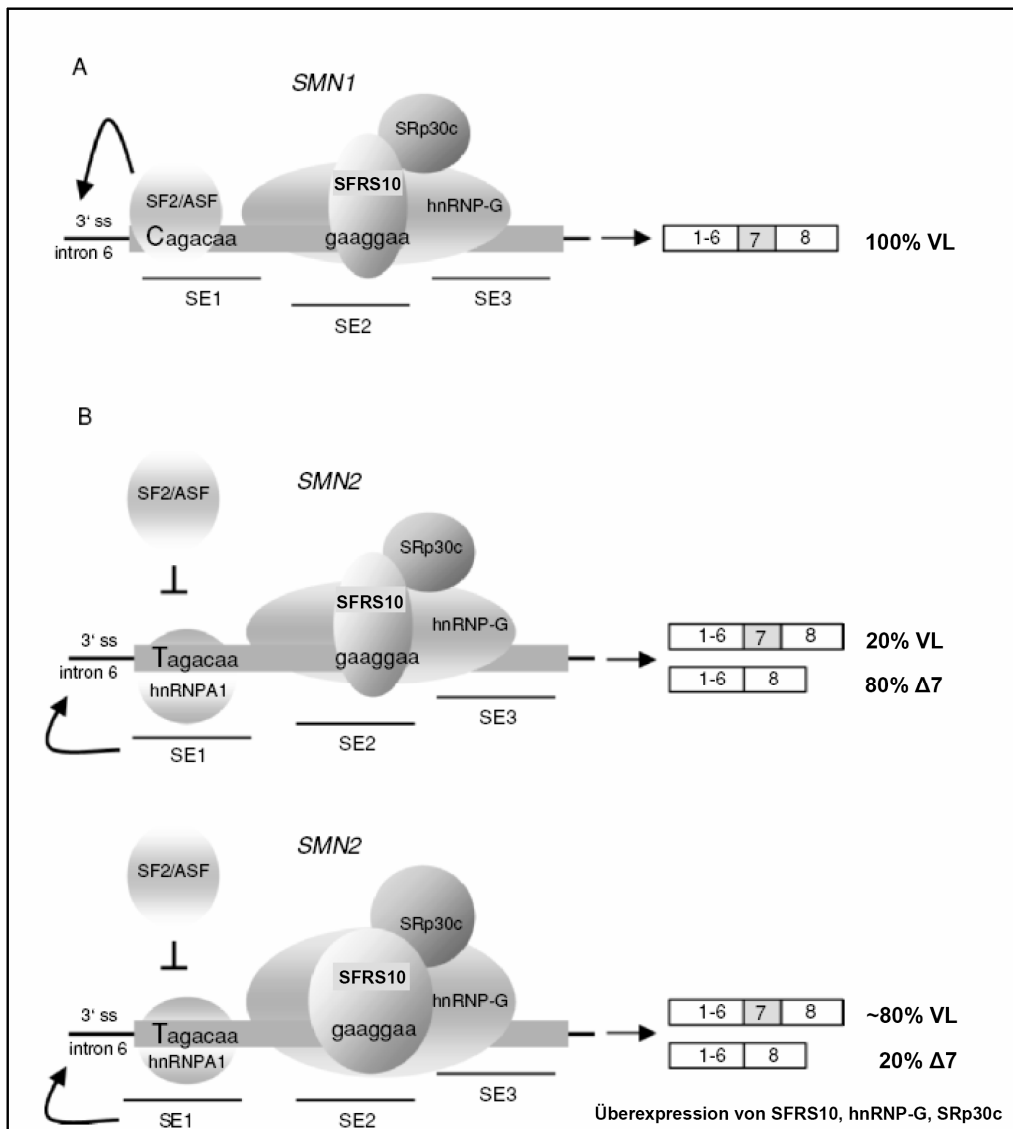 A
SMN1
SRp30c
SFRS10
SF2/ASF
hnRNP-G
3' ss
Cagacaa
gaaggaa
intron 6
1-6 7 8
100% VL
SE1
SE3
SE2
B
SF2/ASF
SMN2
SRp30c
SFRS10
hnRNP-G
3' ss
Tagacaa
gaaggaa
intron 6
hnRNPA1
1-6 7 8
20% VL
1-6 8
80% Δ7
SE3
SE1
SE2
SMN2
SF2/ASF
SRp30c
SFRS10
hnRNP-G
3' ss
Tagacaa
gaaggaa
intron 6
hnRNPA1
1-6 7 8
~80% VL
1-6 8
20% Δ7
SE3
SE1
SE2
Überexpression von SFRS10, hnRNP-G, SRp30c